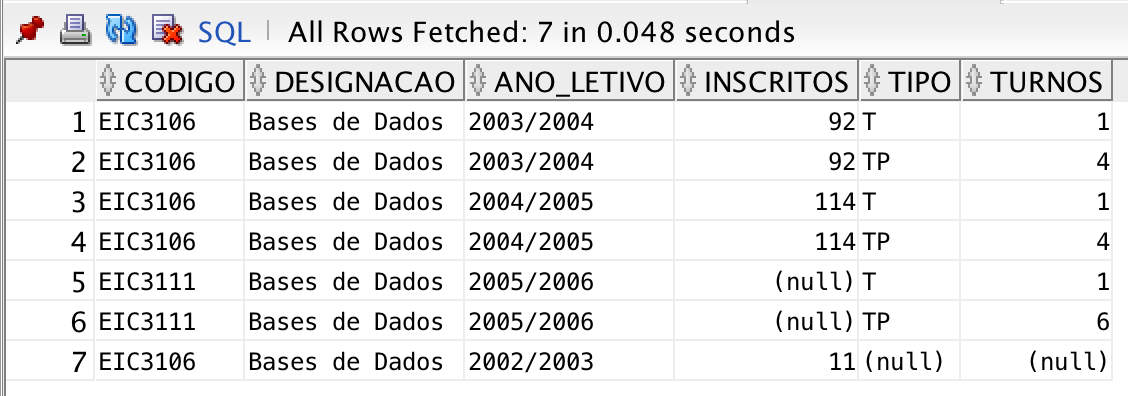 SQL All Rows Fetched: 7 in 0.048 seconds
CODIGO DESIGNACAO ANO_LETIVO INSCRITOS TIPO TURNOS
1 EIC3106 Bases de Dados 2003/2004 92 T 1
2 EIC3106 Bases de Dados 2003/2004 92 TP 4
3 EIC3106 Bases de Dados 2004/2005 114 T 1
4 EIC3106 Bases de Dados 2004/2005 114 TP 4
5 EIC3111 Bases de Dados 2005/2006 (null) T 1
6 EIC3111 Bases de Dados 2005/2006 (null) TP 6
7 EIC3106 Bases de Dados 2002/2003 11 (null) (null)